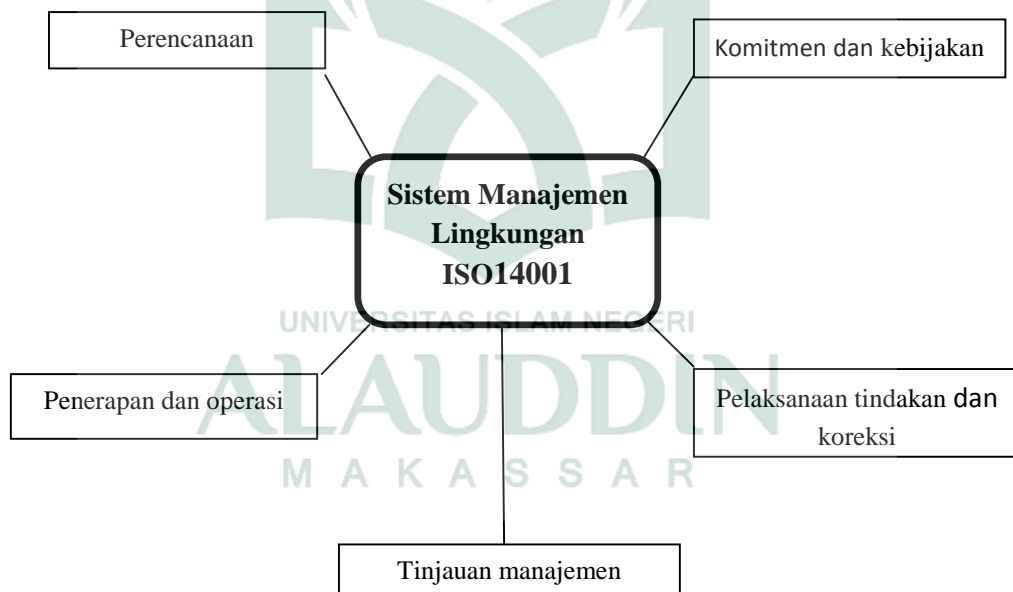 Perencanaan
Komitmen dan kebijakan
Sistem Manajemen
Lingkungan
ISO14001
UNIVERSITAS ISLAM NEGERI
ALAUDDIN
MAKASSAR
Penerapan dan operasi
Pelaksanaan tindakan dan
koreksi
Tinjauan manajemen